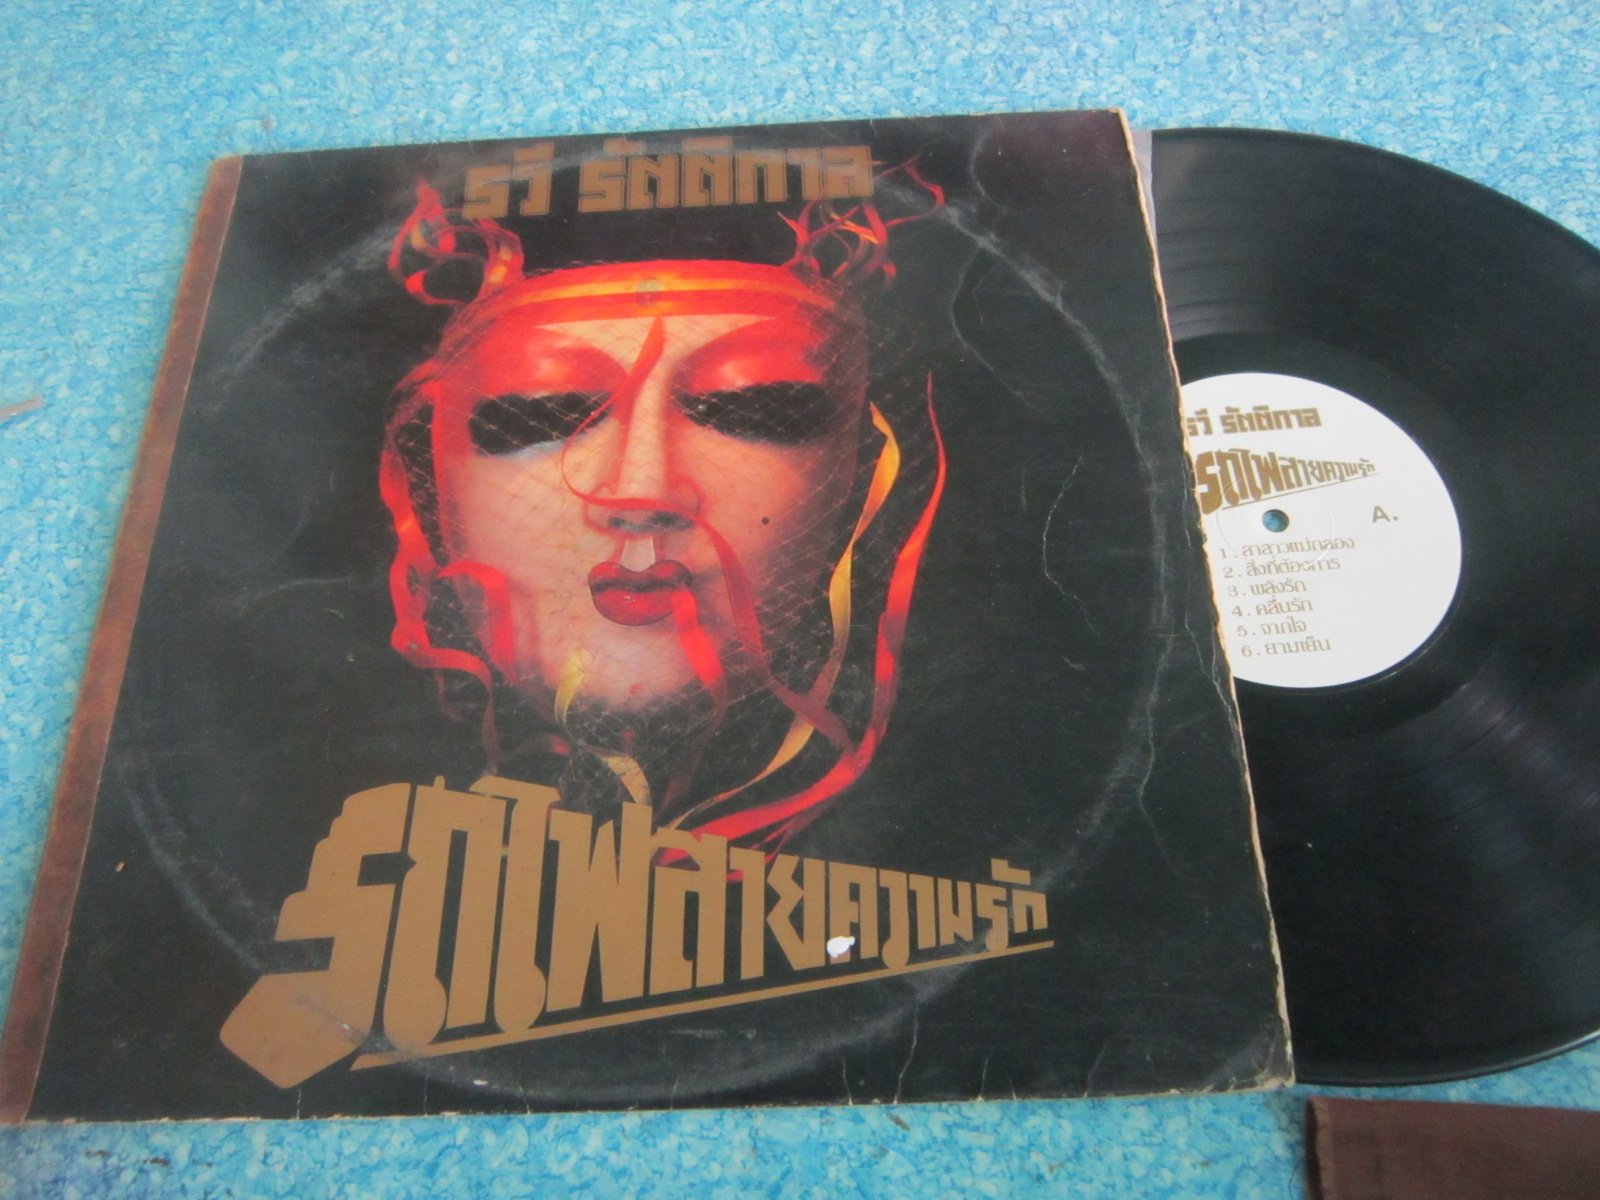 รวี รัตติกาล
รถไฟสายความรัก
รวี รัตติกาล
รถไฟสายความรัก
A.
1. ลาสาวแม่กลอง
2. สิ่งที่ต้องการ
3. พลังรัก
4. คลื่นรัก
5. จากใจ
6. ยามเย็น